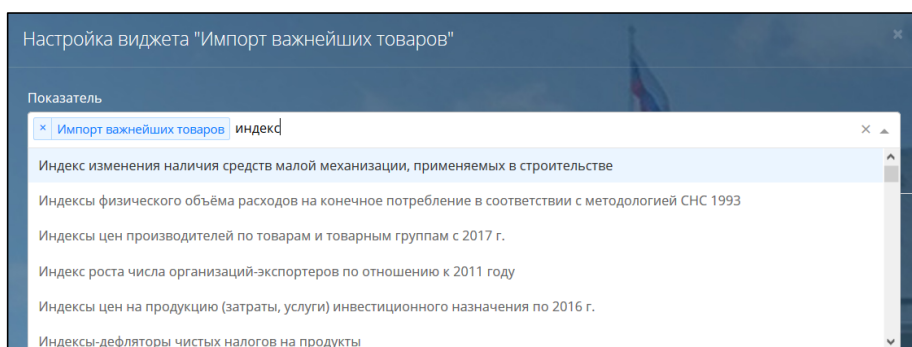 Настройка виджета "Импорт важнейших товаров"
Показатель
× Импорт важнейших товаров индекс
Индекс изменения наличия средств малой механизации, применяемых в строительстве
Индексы физического объёма расходов на конечное потребление в соответствии с методологией СНС 1993
Индексы цен производителей по товарам и товарным группам с 2017 г.
Индекс роста числа организаций-экспортеров по отношению к 2011 году
Индексы цен на продукцию (затраты, услуги) инвестиционного назначения по 2016 г.
Индексы-дефляторы чистых налогов на продукты